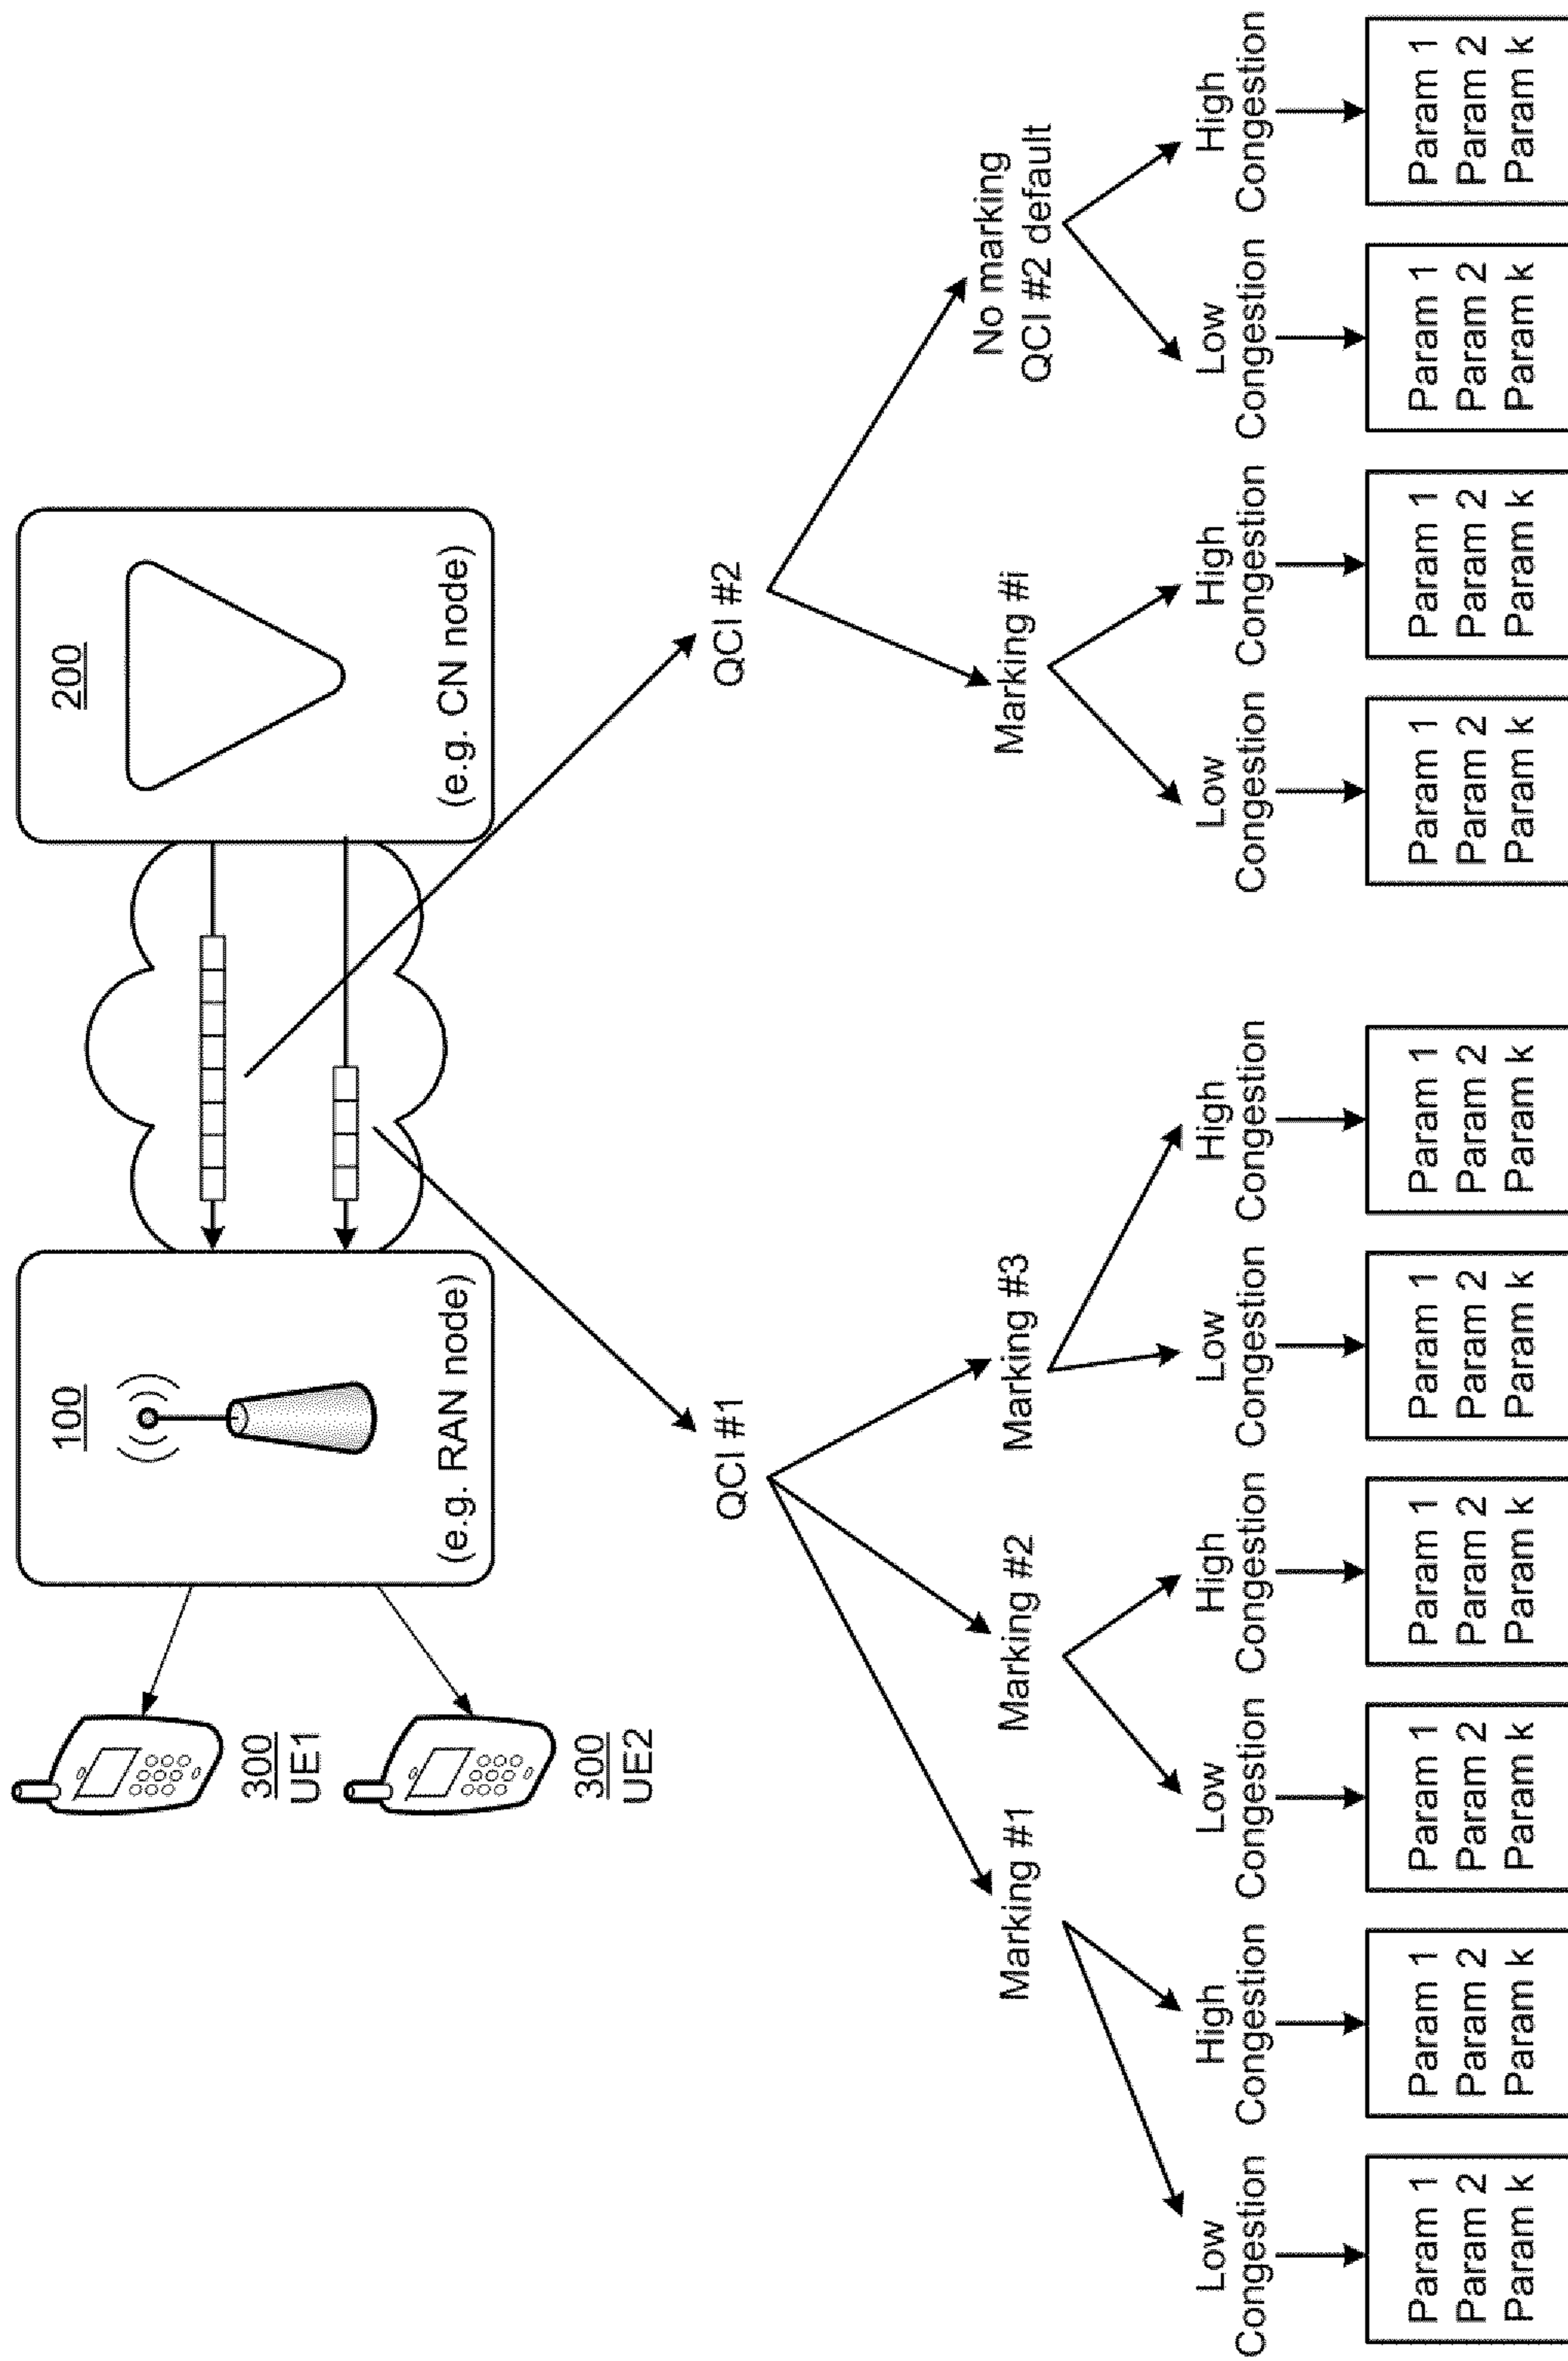 300
UE1
300
UE2
100
(e.g. RAN node)
200
(e.g. CN node)
QCI #1
QCI #2
Marking #1
Marking #2
Marking #3
Marking #i
No marking
QCI #2 default
Low
Congestion
High
Congestion
Low
Congestion
High
Congestion
Low
Congestion
High
Congestion
Low
Congestion
High
Congestion
Low
Congestion
High
Congestion
Param 1
Param 2
Param k
Param 1
Param 2
Param k
Param 1
Param 2
Param k
Param 1
Param 2
Param k
Param 1
Param 2
Param k
Param 1
Param 2
Param k
Param 1
Param 2
Param k
Param 1
Param 2
Param k
Param 1
Param 2
Param k
Param 1
Param 2
Param k